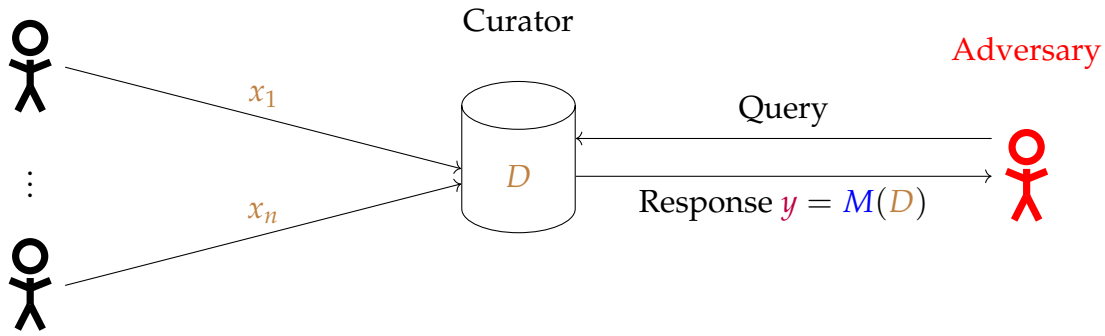 Curator
Adversary
x₁
Query
⋮
D
Response y = M(D)
xₙ